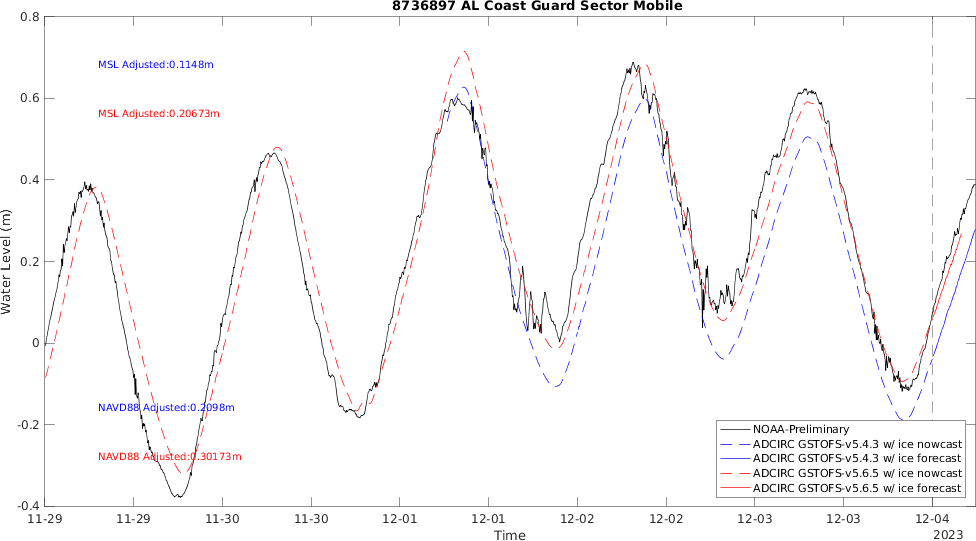 8736897 AL Coast Guard Sector Mobile
0.8
0.6
0.4
0.2
0
-0.2
-0.4
Water Level (m)
MSL Adjusted:0.1148m
MSL Adjusted:0.20673m
NAVD88 Adjusted:0.2098m
NAVD88 Adjusted:0.30173m
NOAA-Preliminary
ADCIRC GSTOFS-v5.4.3 w/ ice nowcast
ADCIRC GSTOFS-v5.4.3 w/ ice forecast
ADCIRC GSTOFS-v5.6.5 w/ ice nowcast
ADCIRC GSTOFS-v5.6.5 w/ ice forecast
11-29 11-29 11-30 11-30 12-01 12-01 12-02 12-02 12-03 12-03 12-04
2023
Time